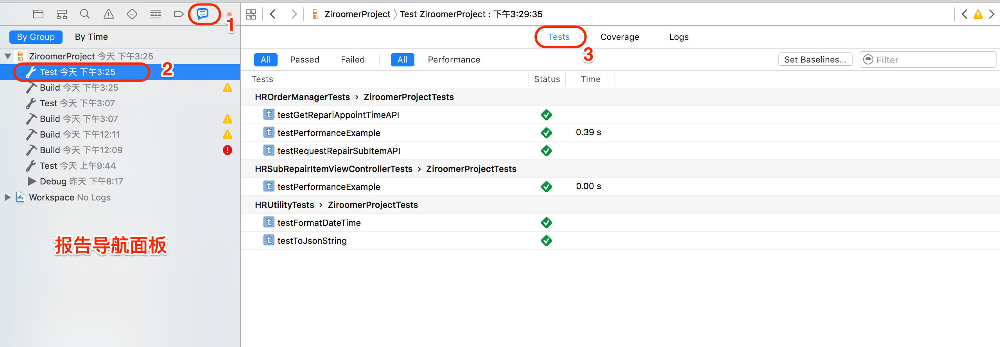 1
By Group By Time
自如 ZiroomerProject 今天 下午3:25
Test 今天 下午3:25 2
Build 今天 下午3:25
Test 今天 下午3:07
Build 今天 下午3:07
Build 今天 下午12:11
Build 今天 下午12:09
Test 今天 上午9:44
Debug 昨天 下午8:17
Workspace No Logs
报告导航面板
自如 ZiroomerProject Test ZiroomerProject : 下午3:29:35
Tests Coverage Logs
3
All Passed Failed All Performance Set Baselines... Filter
Tests Status Time
HROrderManagerTests › ZiroomerProjectTests
t testGetRepariAppointTimeAPI
t testPerformanceExample 0.39 s
t testRequestRepairSubItemAPI
HRSubRepairItemViewControllerTests › ZiroomerProjectTests
t testPerformanceExample 0.00 s
HRUtilityTests › ZiroomerProjectTests
t testFormatDateTime
t testToJsonString